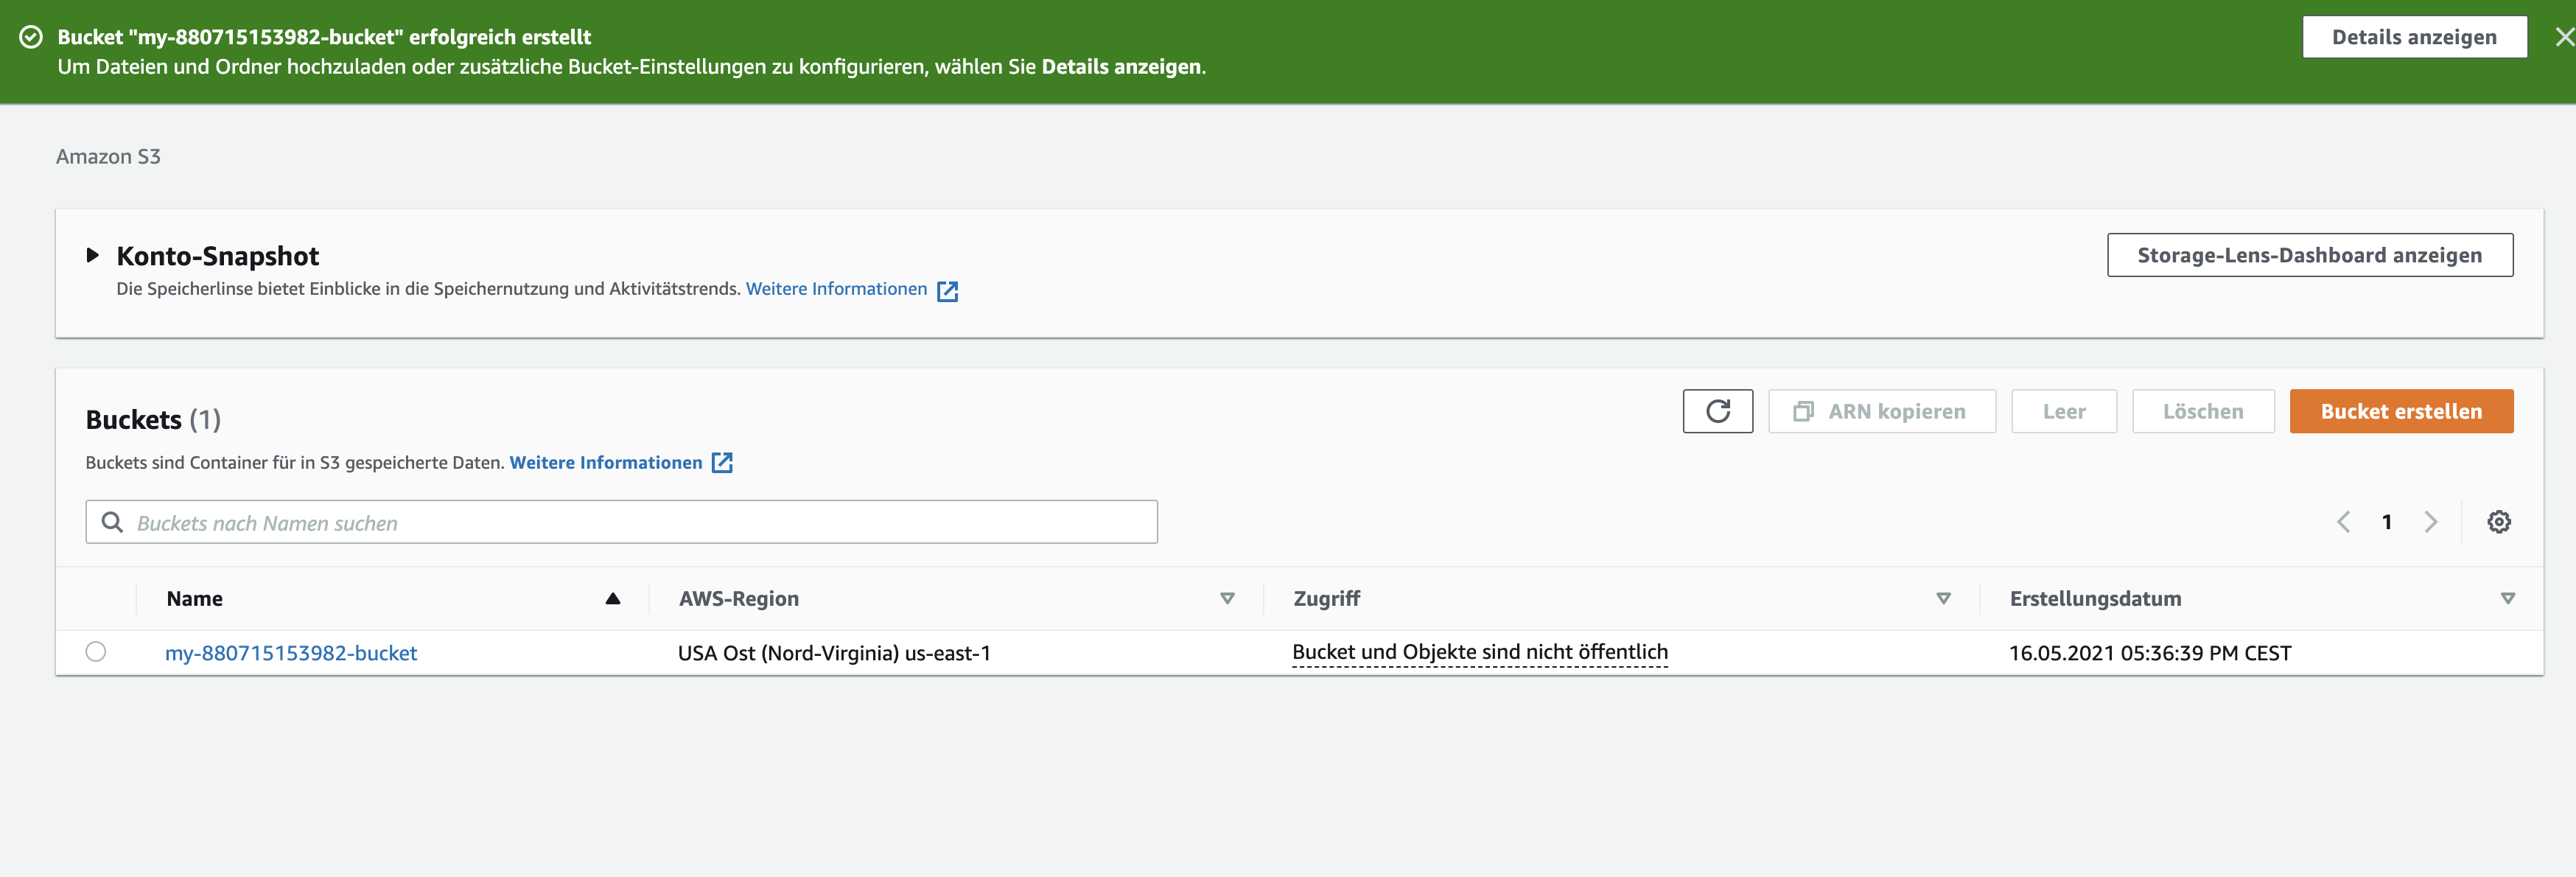 Bucket "my-880715153982-bucket" erfolgreich erstellt
Um Dateien und Ordner hochzuladen oder zusätzliche Bucket-Einstellungen zu konfigurieren, wählen Sie Details anzeigen.
Details anzeigen
Amazon S3
Konto-Snapshot
Die Speicherlinse bietet Einblicke in die Speichernutzung und Aktivitätstrends. Weitere Informationen
Storage-Lens-Dashboard anzeigen
Buckets (1)
ARN kopieren
Leer
Löschen
Bucket erstellen
Buckets sind Container für in S3 gespeicherte Daten. Weitere Informationen
Buckets nach Namen suchen
1
Name AWS-Region Zugriff Erstellungsdatum
my-880715153982-bucket USA Ost (Nord-Virginia) us-east-1 Bucket und Objekte sind nicht öffentlich 16.05.2021 05:36:39 PM CEST